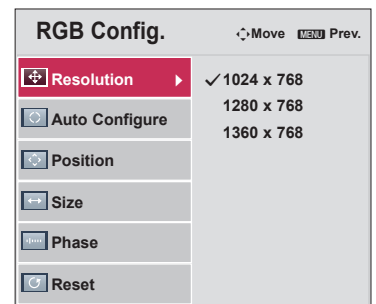 RGB Config.
Move MENU Prev.
Resolution
Auto Configure
Position
Size
Phase
Reset
✓1024 x 768
1280 x 768
1360 x 768